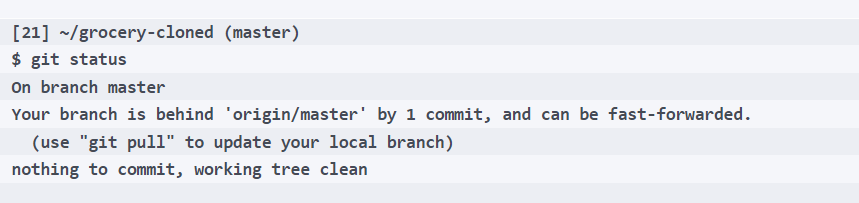 [21] ~/grocery-cloned (master)
$ git status
On branch master
Your branch is behind 'origin/master' by 1 commit, and can be fast-forwarded.
  (use "git pull" to update your local branch)
nothing to commit, working tree clean